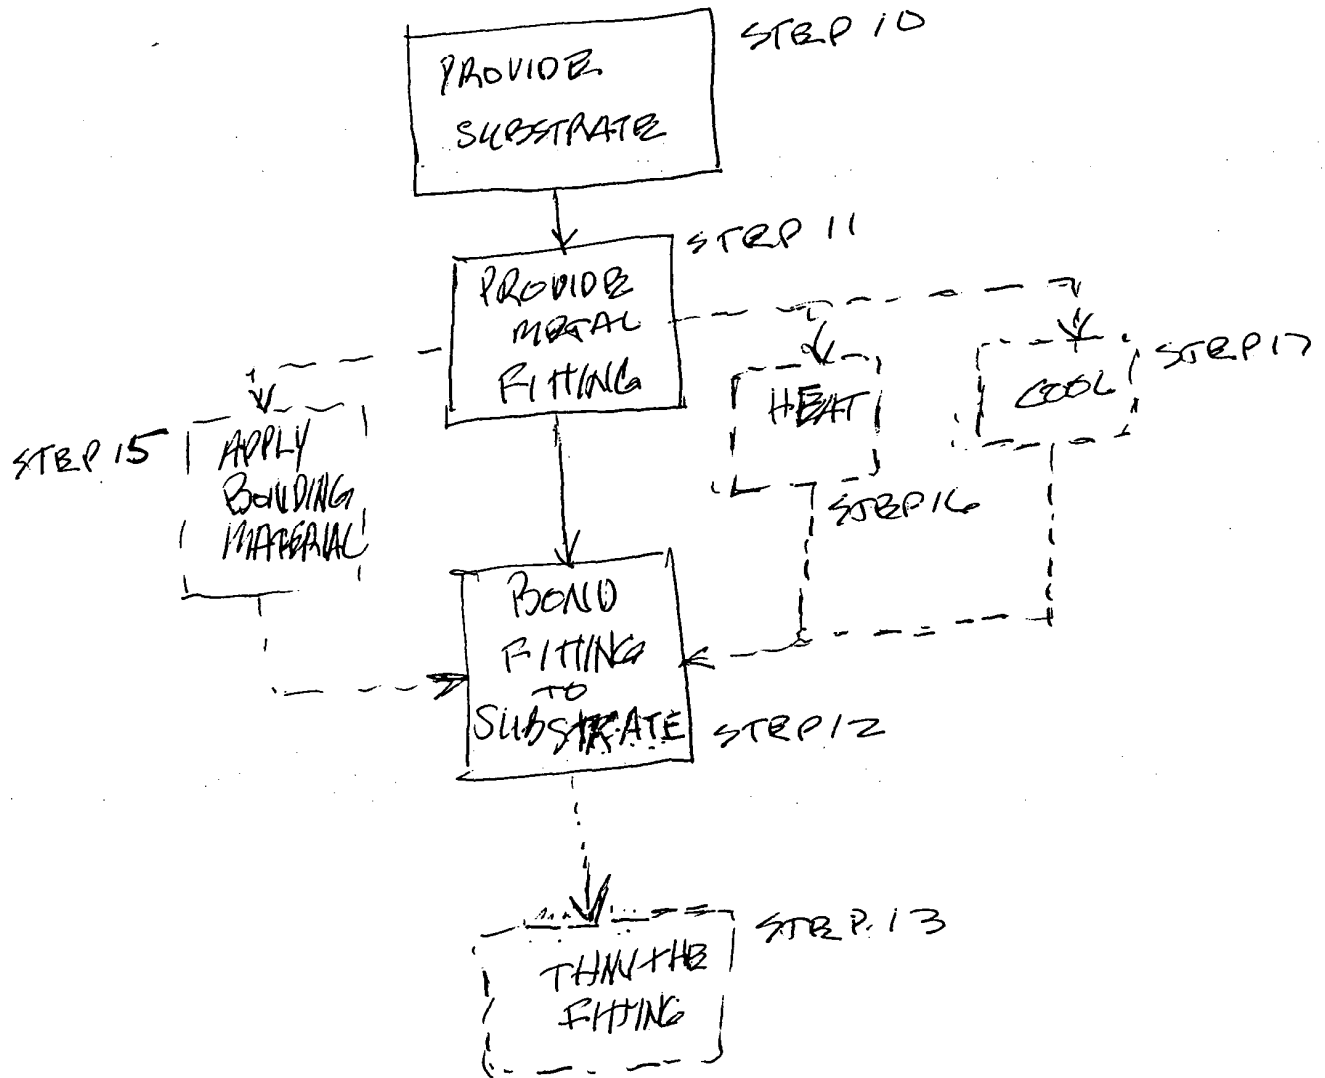 STEP 10
PROVIDE
SUBSTRATE
STEP 11
PROVIDE
METAL
FITTING
HEAT
STEP 16
COOL
STEP 17
STEP 15
APPLY
BONDING
MATERIAL
BOND
FITTING
TO
SUBSTRATE
STEP 12
STEP 13
THIN THE
FITTING